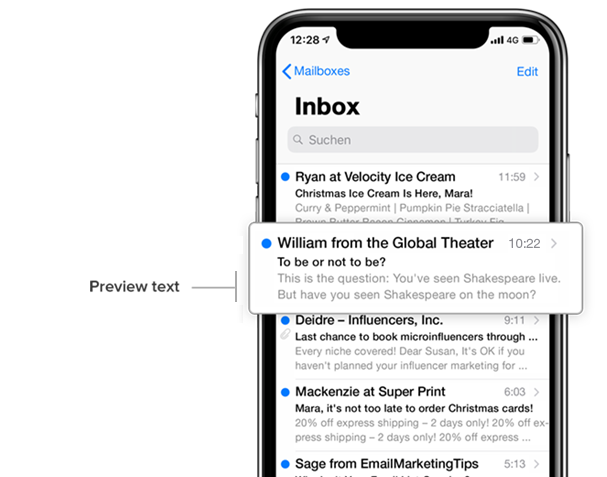 12:28
4G
Mailboxes
Edit
Inbox
Suchen
Ryan at Velocity Ice Cream 11:59
Christmas Ice Cream Is Here, Mara!
Curry & Peppermint | Pumpkin Pie Stracciatella |
Brown Butter Cinnamon | Turkey Fig
William from the Global Theater 10:22
To be or not to be?
This is the question: You've seen Shakespeare live.
But have you seen Shakespeare on the moon?
Preview text
Deidre – Influencers, Inc. 9:11
Last chance to book microinfluencers through ...
Every niche covered! Dear Susan, It's OK if you
haven't planned your influencer marketing for ...
Mackenzie at Super Print 6:03
Mara, it's not too late to order Christmas cards!
20% off express shipping – 2 days only! 20% off ex-
press shipping – 2 days only! 20% off express ...
Sage from EmailMarketingTips 5:13